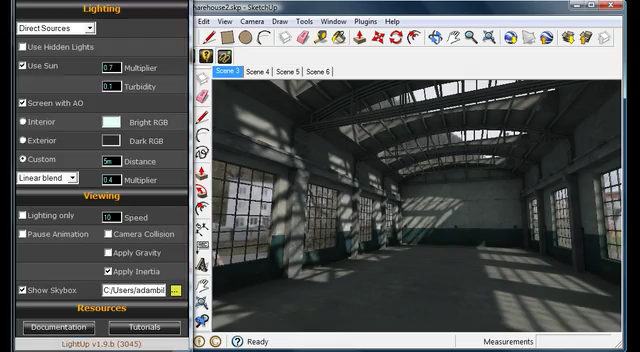 Lighting
Direct Sources
Use Hidden Lights
Use Sun 0.7 Multiplier
0.1 Turbidity
Screen with AO
Interior Bright RGB
Exterior Dark RGB
Custom 5m Distance
Linear blend 0.4 Multiplier
Viewing
Lighting only 10 Speed
Pause Animation Camera Collision
Apply Gravity
Apply Inertia
Show Skybox C:/Users/adambil ...
Resources
Documentation Tutorials
LightUp v1.9.b (3045)
arehouse2.skp - SketchUp
Edit View Camera Draw Tools Window Plugins Help
Scene 3 Scene 4 Scene 5 Scene 6
Ready Measurements